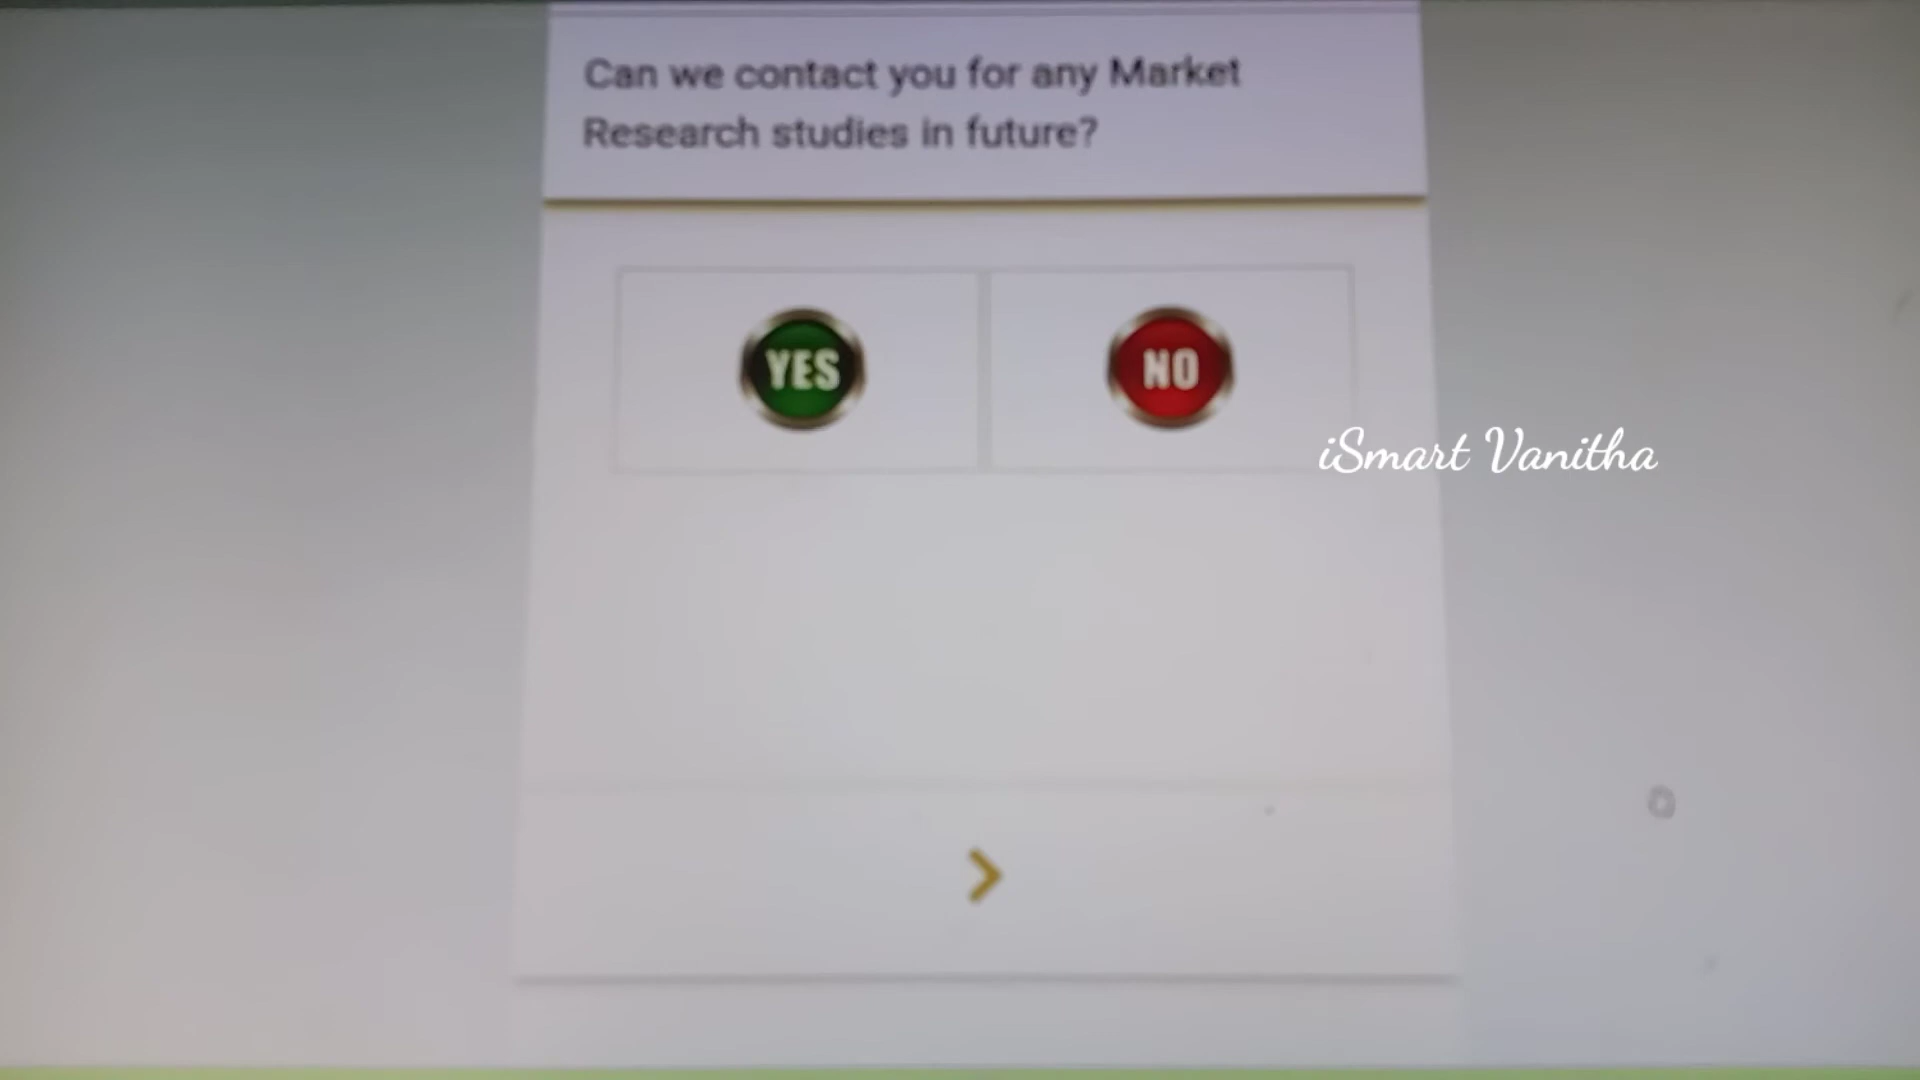 Can we contact you for any Market
Research studies in future?
YES
NO
iSmart Vanitha